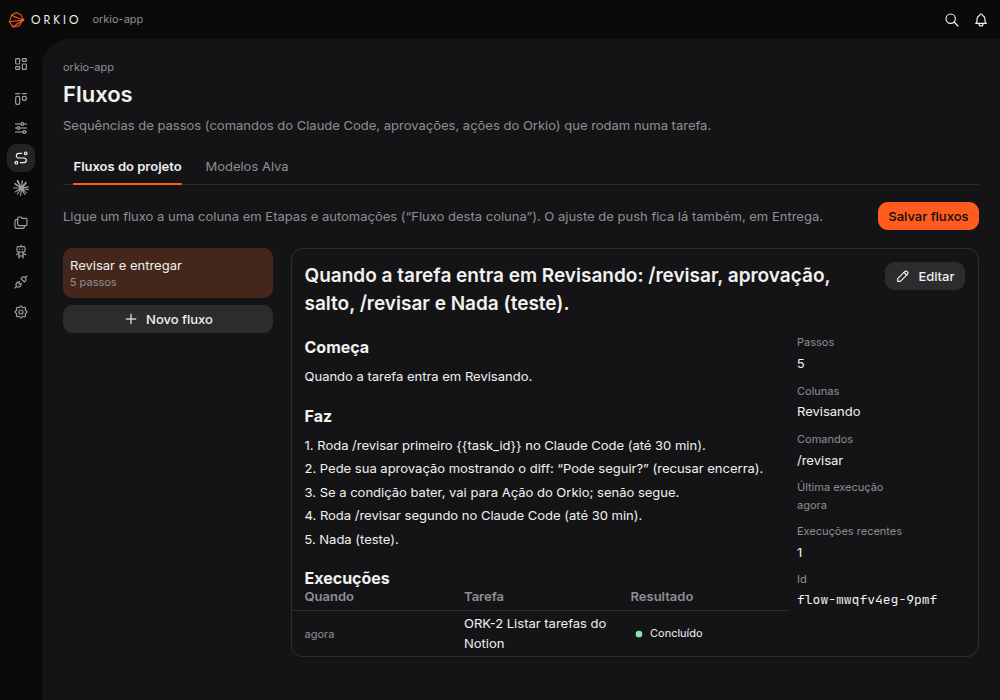 ORKIO orkio-app
orkio-app
Fluxos
Sequências de passos (comandos do Claude Code, aprovações, ações do Orkio) que rodam numa tarefa.
Fluxos do projeto Modelos Alva
Ligue um fluxo a uma coluna em Etapas e automações (“Fluxo desta coluna”). O ajuste de push fica lá também, em Entrega.
Salvar fluxos
Revisar e entregar
5 passos
+ Novo fluxo
Quando a tarefa entra em Revisando: /revisar, aprovação,
salto, /revisar e Nada (teste).
Editar
Começa
Quando a tarefa entra em Revisando.
Faz
1. Roda /revisar primeiro {{task_id}} no Claude Code (até 30 min).
2. Pede sua aprovação mostrando o diff: “Pode seguir?” (recusar encerra).
3. Se a condição bater, vai para Ação do Orkio; senão segue.
4. Roda /revisar segundo no Claude Code (até 30 min).
5. Nada (teste).
Execuções
Quando Tarefa Resultado
agora
ORK-2 Listar tarefas do
Notion
Concluído
Passos
5
Colunas
Revisando
Comandos
/revisar
Última execução
agora
Execuções recentes
1
Id
flow-mwqfv4eg-9pmf